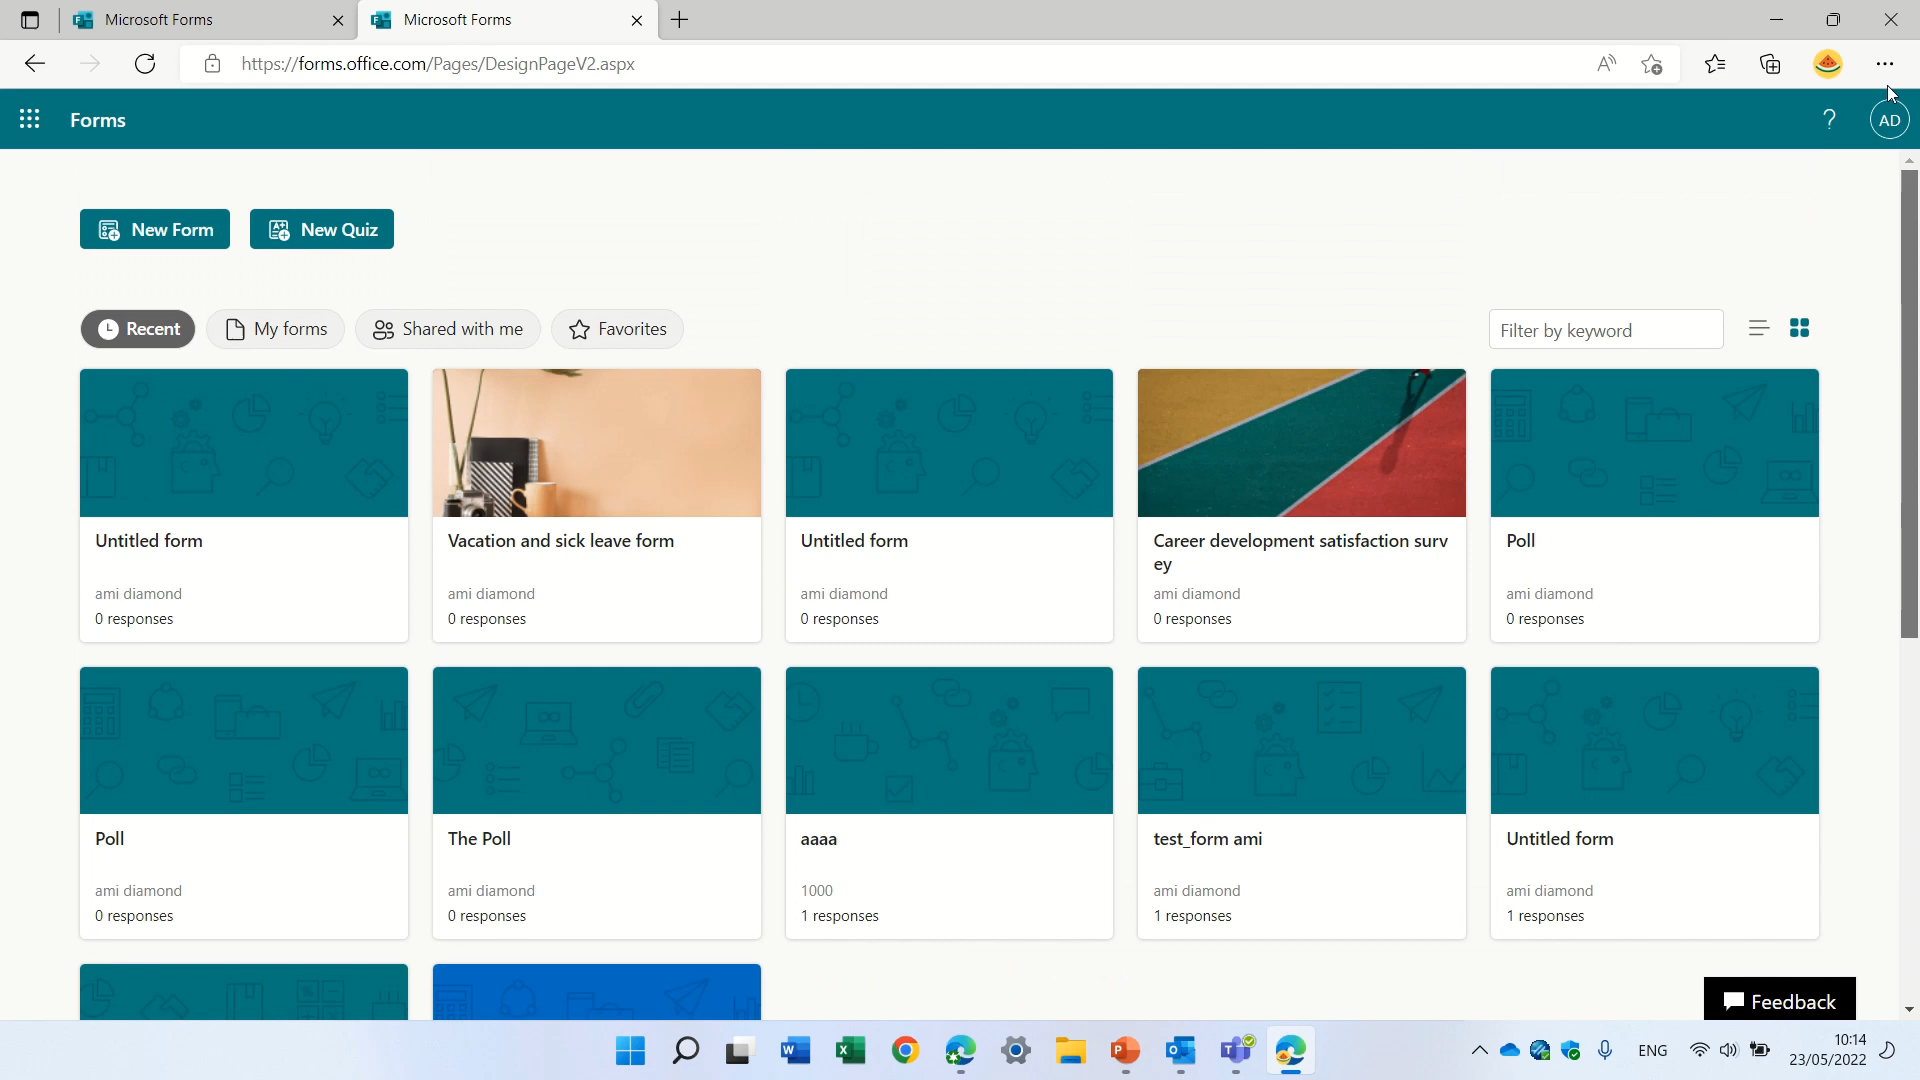 Microsoft Forms
Microsoft Forms
https://forms.office.com/Pages/DesignPageV2.aspx
Forms
?
AD
New Form
New Quiz
Recent
My forms
Shared with me
Favorites
Filter by keyword
Untitled form
ami diamond
0 responses
Vacation and sick leave form
ami diamond
0 responses
Untitled form
ami diamond
0 responses
Career development satisfaction surv
ey
ami diamond
0 responses
Poll
ami diamond
0 responses
Poll
ami diamond
0 responses
The Poll
ami diamond
0 responses
aaaa
1000
1 responses
test_form ami
ami diamond
1 responses
Untitled form
ami diamond
1 responses
Feedback
ENG
10:14
23/05/2022